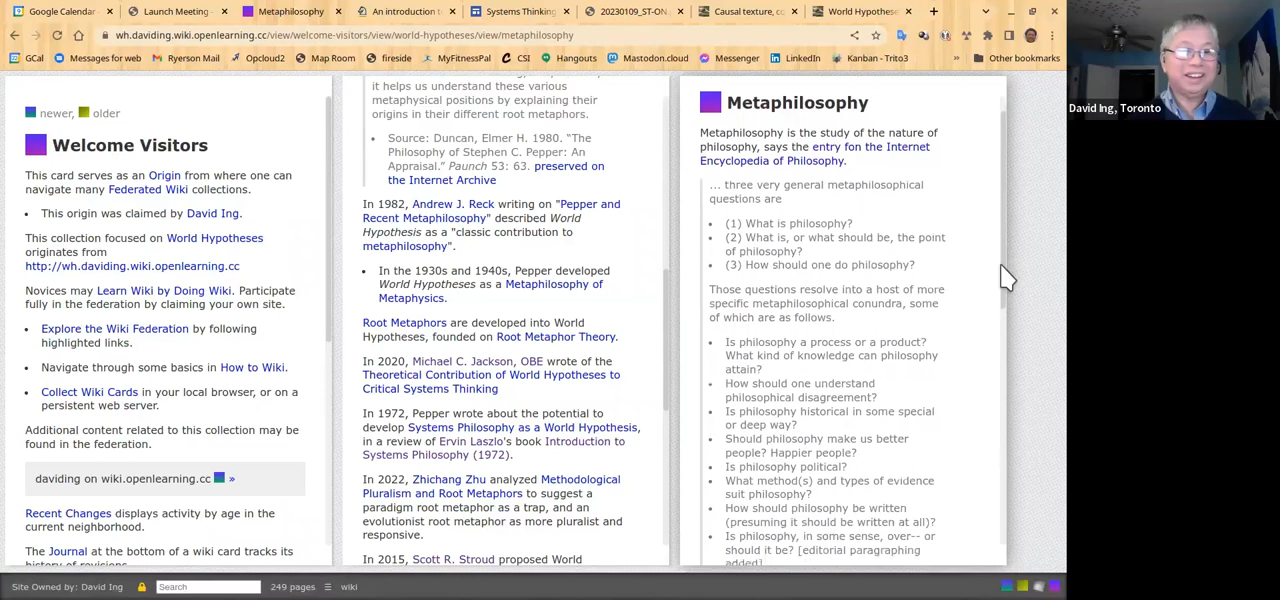 Google Calendar
Launch Meeting -
Metaphilosophy
An introduction t
Systems Thinking
20230109_ST-ON
Causal texture, co
World Hypothese
wh.daviding.wiki.openlearning.cc/view/welcome-visitors/view/world-hypotheses/view/metaphilosophy
GCal
Messages for web
Ryerson Mail
Opcloud2
Map Room
fireside
MyFitnessPal
CSI
Hangouts
Mastodon.cloud
Messenger
LinkedIn
Kanban - Trito3
»
Other bookmarks
newer, older
Welcome Visitors
This card serves as an Origin from where one can
navigate many Federated Wiki collections.
• This origin was claimed by David Ing.
This collection focused on World Hypotheses
originates from
http://wh.daviding.wiki.openlearning.cc
Novices may Learn Wiki by Doing Wiki. Participate
fully in the federation by claiming your own site.
• Explore the Wiki Federation by following
highlighted links.
• Navigate through some basics in How to Wiki.
• Collect Wiki Cards in your local browser, or on a
persistent web server.
Additional content related to this collection may be
found in the federation.
daviding on wiki.openlearning.cc »
Recent Changes displays activity by age in the
current neighborhood.
The Journal at the bottom of a wiki card tracks its
history of revisions.
it helps us understand these various
metaphysical positions by explaining their
origins in their different root metaphors.
• Source: Duncan, Elmer H. 1980. “The
Philosophy of Stephen C. Pepper: An
Appraisal.” Paunch 53: 63. preserved on
the Internet Archive
In 1982, Andrew J. Reck writing on "Pepper and
Recent Metaphilosophy" described World
Hypothesis as a "classic contribution to
metaphilosophy".
• In the 1930s and 1940s, Pepper developed
World Hypotheses as a Metaphilosophy of
Metaphysics.
Root Metaphors are developed into World
Hypotheses, founded on Root Metaphor Theory.
In 2020, Michael C. Jackson, OBE wrote of the
Theoretical Contribution of World Hypotheses to
Critical Systems Thinking
In 1972, Pepper wrote about the potential to
develop Systems Philosophy as a World Hypothesis,
in a review of Ervin Laszlo's book Introduction to
Systems Philosophy (1972).
In 2022, Zhichang Zhu analyzed Methodological
Pluralism and Root Metaphors to suggest a
paradigm root metaphor as a trap, and an
evolutionist root metaphor as more pluralist and
responsive.
In 2015, Scott R. Stroud proposed World
Metaphilosophy
Metaphilosophy is the study of the nature of
philosophy, says the entry fon the Internet
Encyclopedia of Philosophy.
... three very general metaphilosophical
questions are
• (1) What is philosophy?
• (2) What is, or what should be, the point
of philosophy?
• (3) How should one do philosophy?
Those questions resolve into a host of more
specific metaphilosophical conundra, some
of which are as follows.
• Is philosophy a process or a product?
What kind of knowledge can philosophy
attain?
• How should one understand
philosophical disagreement?
• Is philosophy historical in some special
or deep way?
• Should philosophy make us better
people? Happier people?
• Is philosophy political?
• What method(s) and types of evidence
suit philosophy?
• How should philosophy be written
(presuming it should be written at all)?
• Is philosophy, in some sense, over-- or
should it be? [editorial paragraphing
added]
Site Owned by: David Ing
Search
249 pages
wiki
David Ing, Toronto